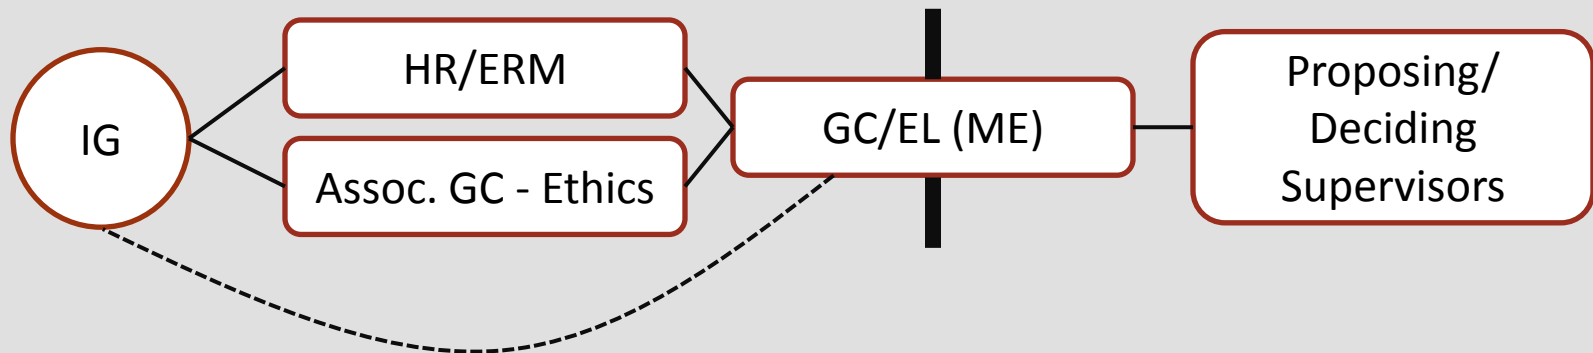 IG
HR/ERM
Assoc. GC - Ethics
GC/EL (ME)
Proposing/
Deciding
Supervisors